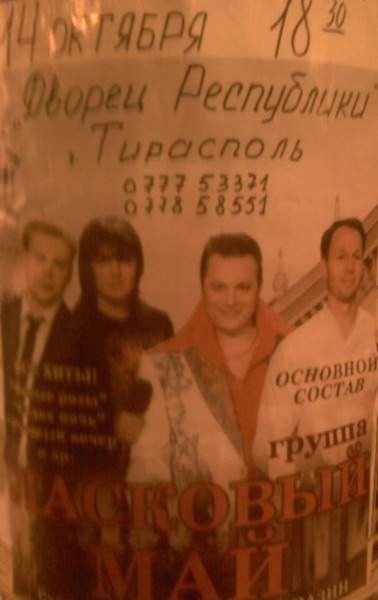 14 ОКТЯБРЯ 18 30
Дворец Республики
Тирасполь
0777 53371
0778 58551
ХИТЫ!
розы"
ночь"
вечер"
и др.
ОСНОВНОЙ
СОСТАВ
группа
ЛАСКОВЫЙ
МАЙ